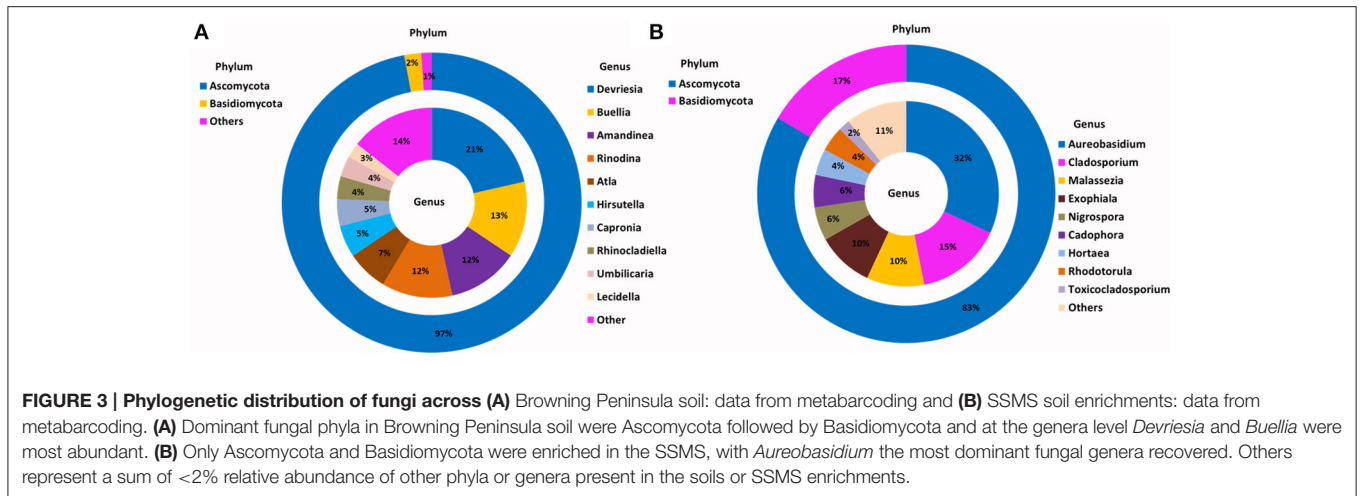 A
Phylum
Phylum
Ascomycota
Basidiomycota
Others
2%
1%
97%
Genus
21%
13%
12%
12%
7%
5%
5%
4%
4%
3%
14%
Genus
Devriesia
Buellia
Amandinea
Rinodina
Atla
Hirsutella
Capronia
Rhinocladiella
Umbilicaria
Lecidella
Other
B
Phylum
Phylum
Ascomycota
Basidiomycota
17%
83%
Genus
32%
15%
10%
10%
6%
6%
4%
4%
2%
11%
Genus
Aureobasidium
Cladosporium
Malassezia
Exophiala
Nigrospora
Cadophora
Hortaea
Rhodotorula
Toxicocladosporium
Others
FIGURE 3 | Phylogenetic distribution of fungi across (A) Browning Peninsula soil: data from metabarcoding and (B) SSMS soil enrichments: data from
metabarcoding. (A) Dominant fungal phyla in Browning Peninsula soil were Ascomycota followed by Basidiomycota and at the genera level Devriesia and Buellia were
most abundant. (B) Only Ascomycota and Basidiomycota were enriched in the SSMS, with Aureobasidium the most dominant fungal genera recovered. Others
represent a sum of <2% relative abundance of other phyla or genera present in the soils or SSMS enrichments.